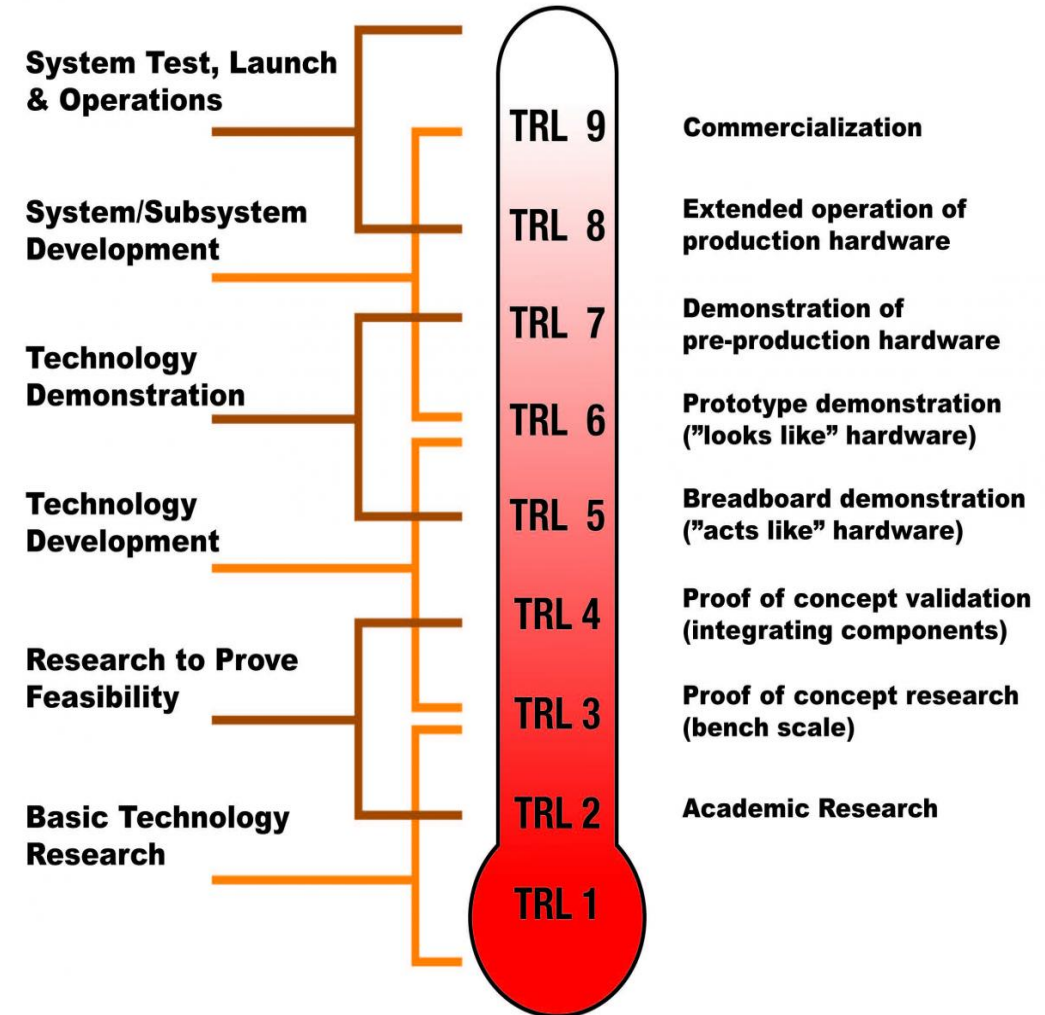 System Test, Launch
& Operations
System/Subsystem
Development
Technology
Demonstration
Technology
Development
Research to Prove
Feasibility
Basic Technology
Research
TRL 9
TRL 8
TRL 7
TRL 6
TRL 5
TRL 4
TRL 3
TRL 2
TRL 1
Commercialization
Extended operation of
production hardware
Demonstration of
pre-production hardware
Prototype demonstration
(”looks like” hardware)
Breadboard demonstration
(”acts like” hardware)
Proof of concept validation
(integrating components)
Proof of concept research
(bench scale)
Academic Research